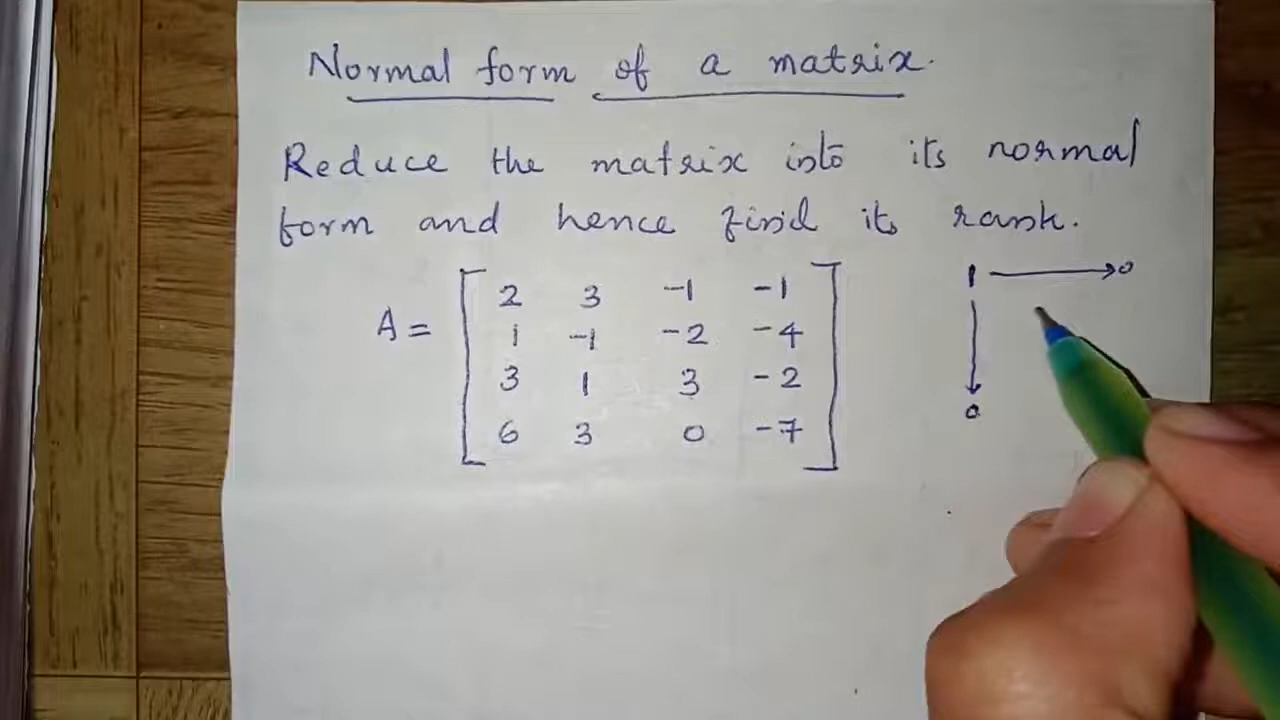 Normal form of a matrix.
Reduce the matrix into its normal
form and hence find its rank.
A = [ 2 3 -1 -1
1 -1 -2 -4
3 1 3 -2
6 3 0 -7 ]
1 → 0
↓
0